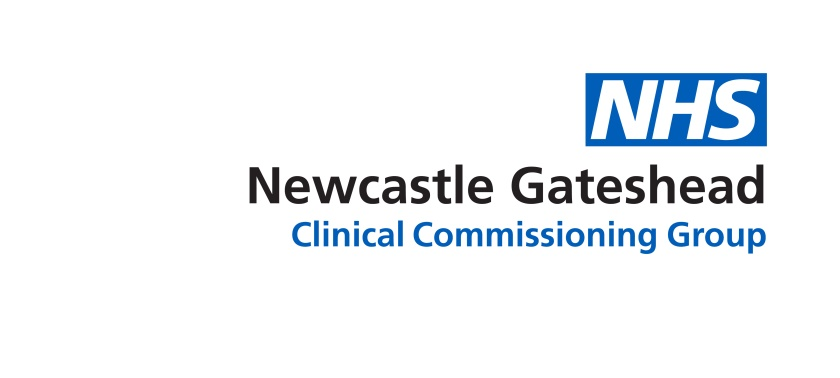 NHS
Newcastle Gateshead
Clinical Commissioning Group